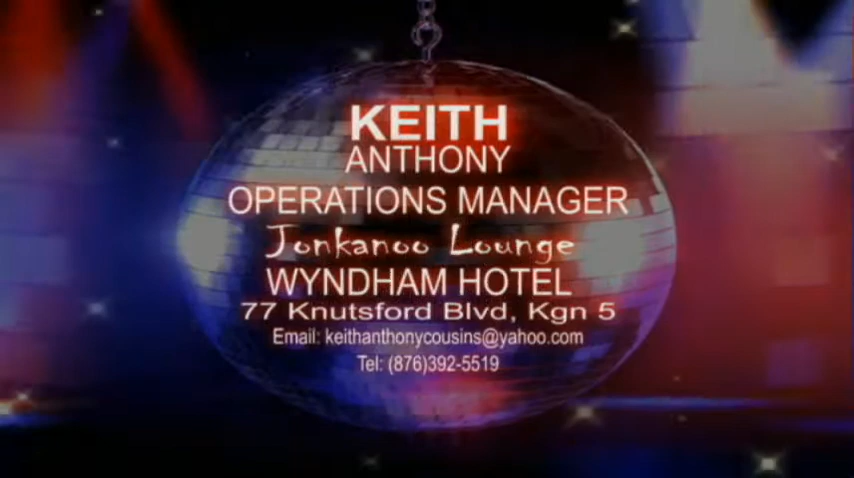 KEITH
ANTHONY
OPERATIONS MANAGER
Jonkanoo Lounge
WYNDHAM HOTEL
77 Knutsford Blvd, Kgn 5
Email: keithanthonycousins@yahoo.com
Tel: (876)392-5519